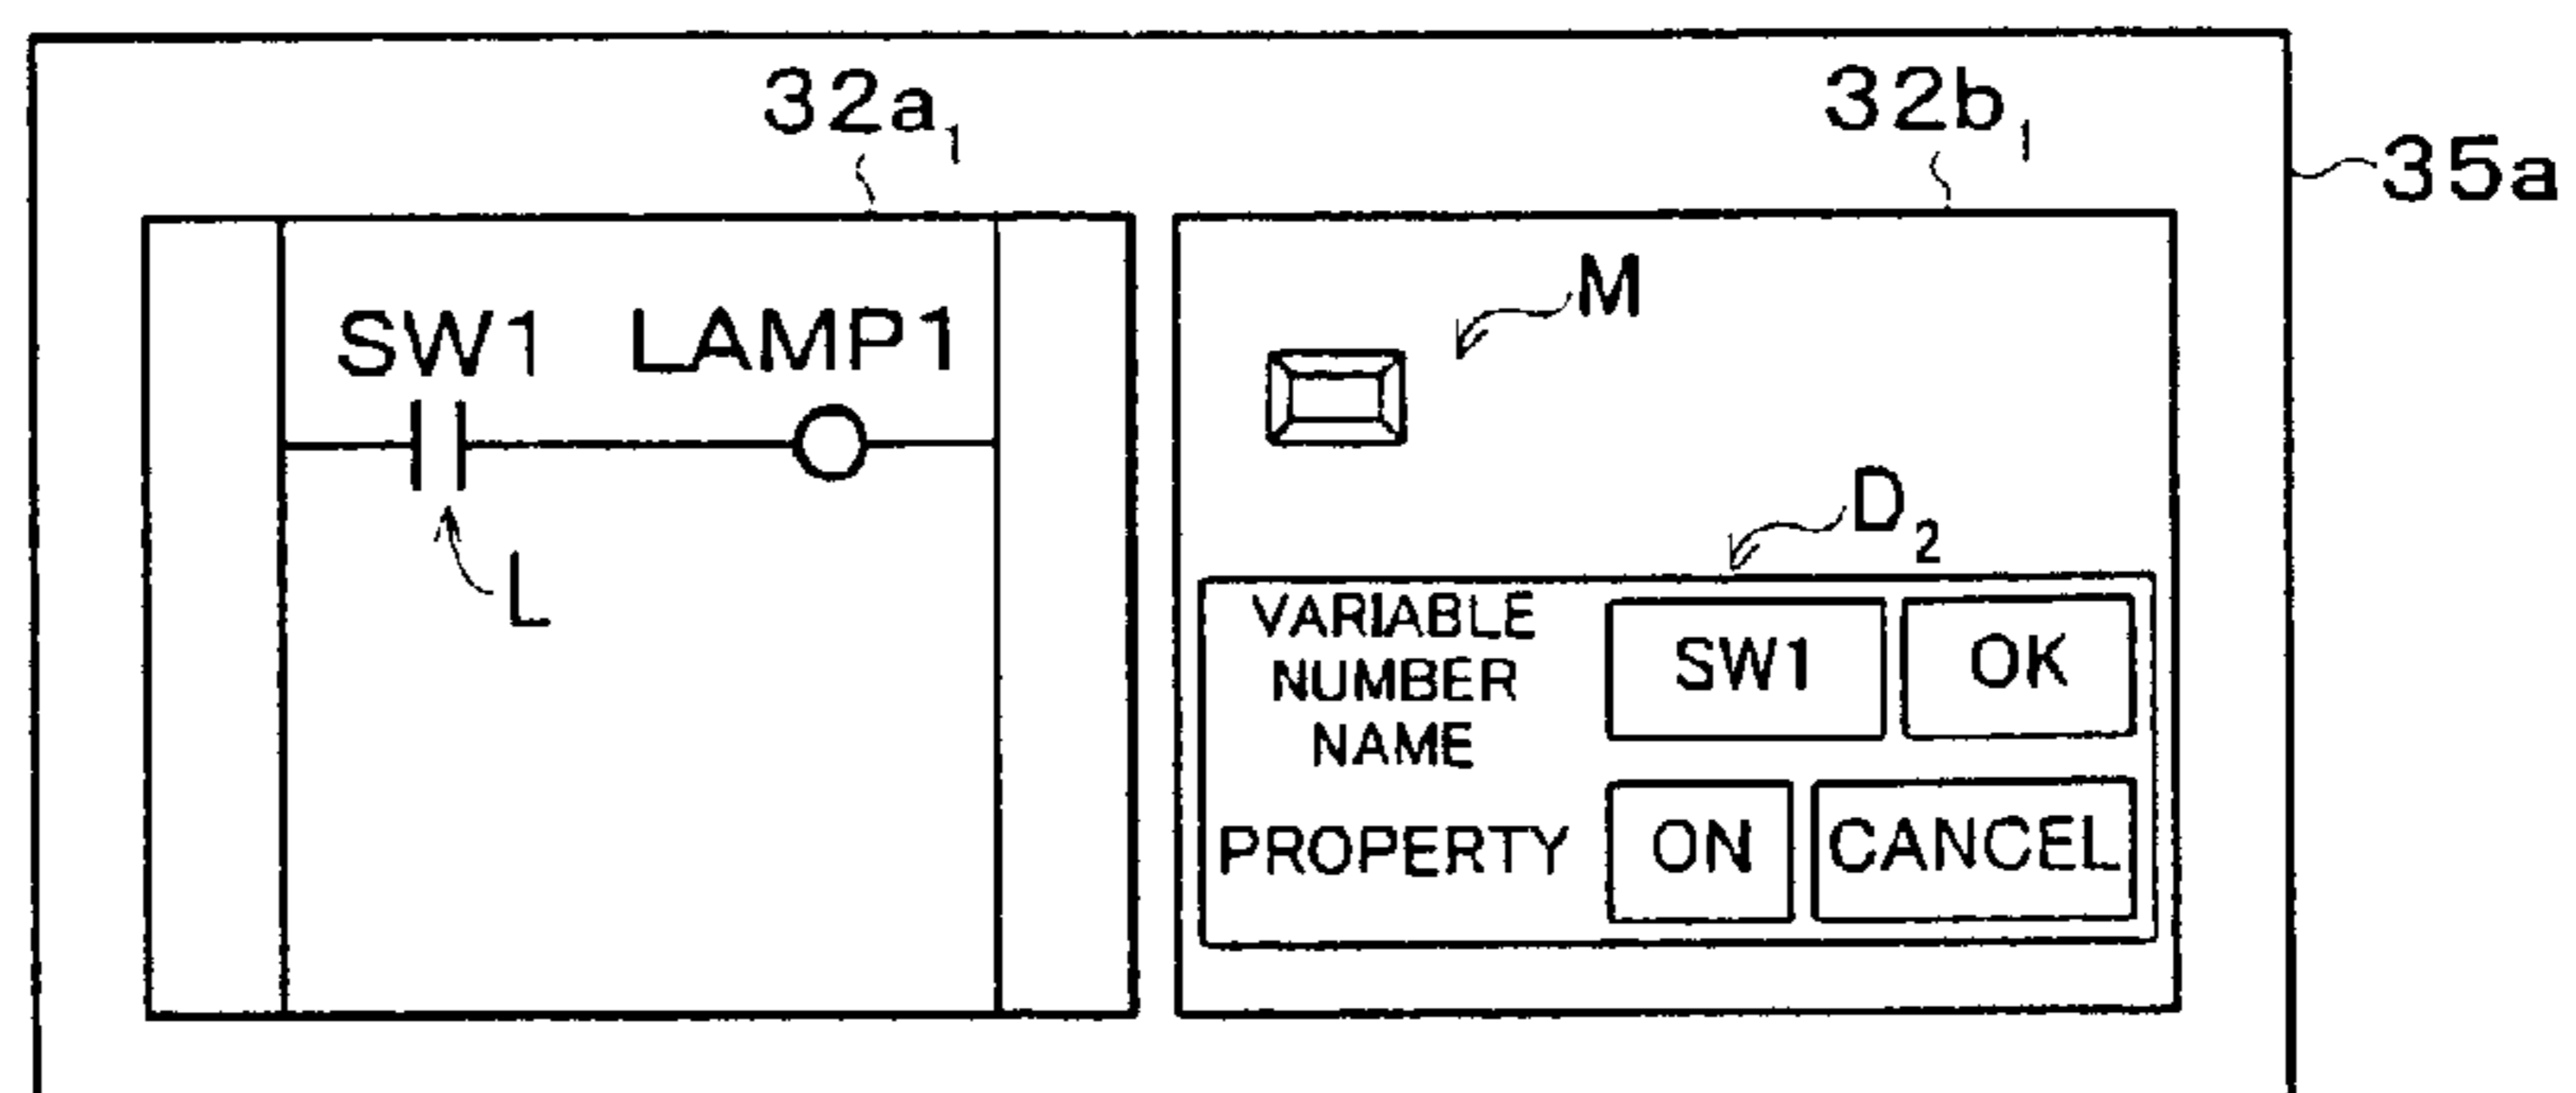 32a₁ 32b₁
35a
M
SW1 LAMP1
D₂
L
VARIABLE
NUMBER
NAME
SW1 OK
PROPERTY ON CANCEL